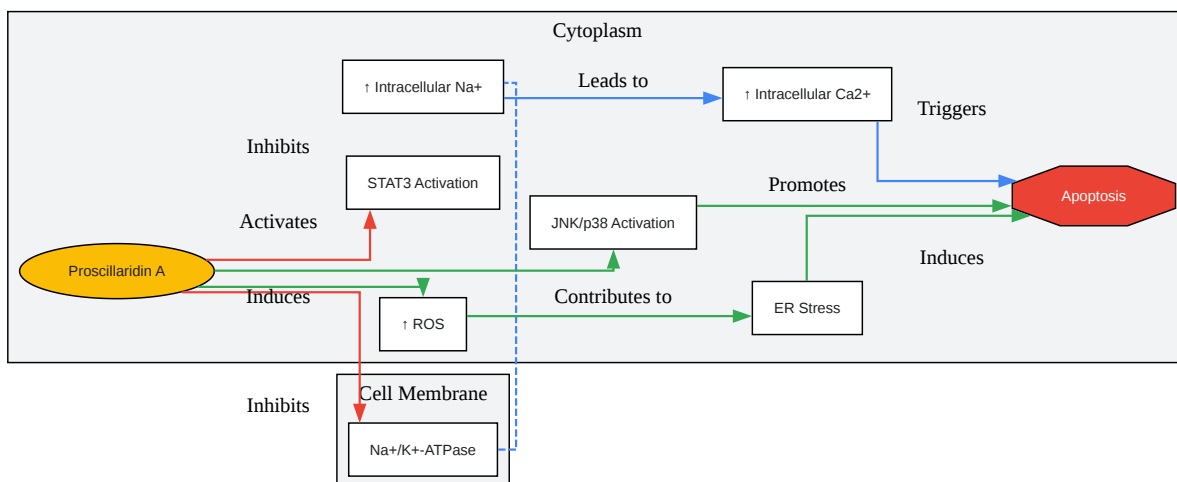 Cytoplasm
↑ Intracellular Na+
Leads to
↑ Intracellular Ca2+
Triggers
Inhibits
STAT3 Activation
Promotes
Apoptosis
Activates
JNK/p38 Activation
Induces
Proscillaridin A
Induces
Contributes to
ER Stress
↑ ROS
Cell Membrane
Inhibits
Na+/K+-ATPase